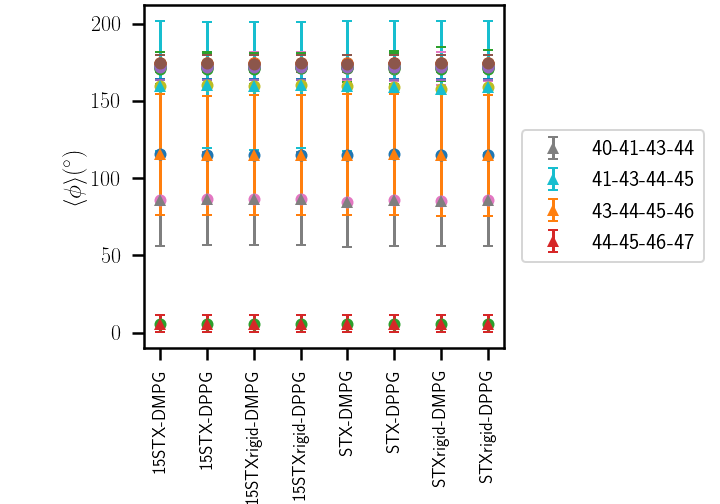 ⟨ϕ⟩(°)
200
150
100
50
0
15STX-DMPG
15STX-DPPG
15STXrigid-DMPG
15STXrigid-DPPG
STX-DMPG
STX-DPPG
STXrigid-DMPG
STXrigid-DPPG
40-41-43-44
41-43-44-45
43-44-45-46
44-45-46-47